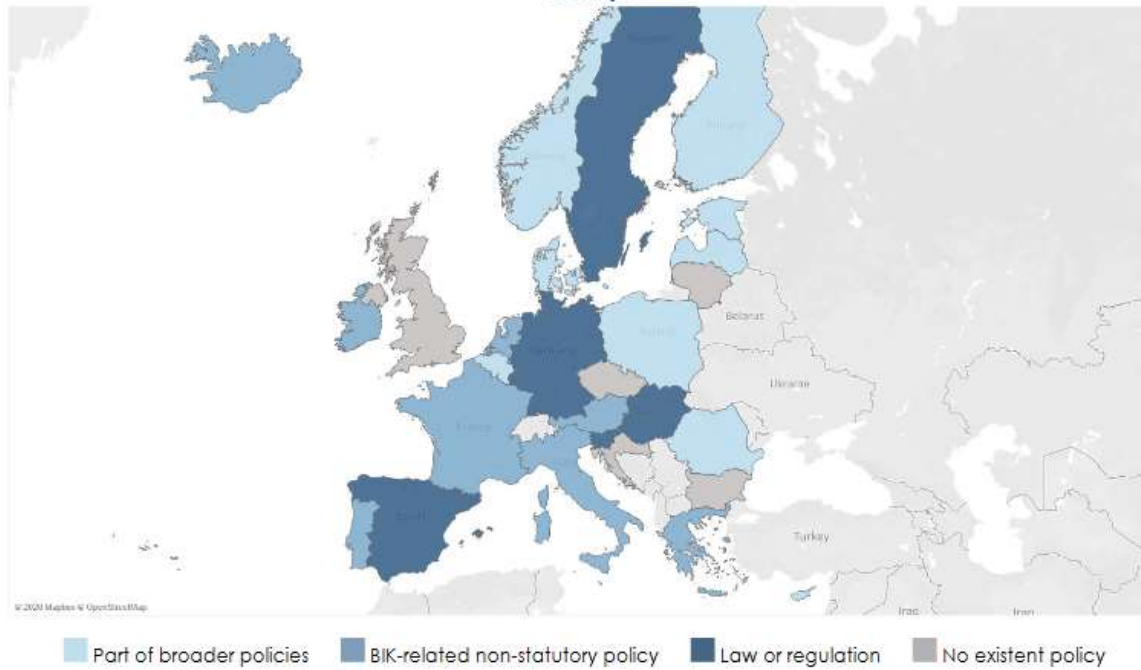 Finland
Poland
Belarus
Germany
Ukraine
France
Spain
Turkey
Iraq
Iran
© 2020 Mapbox © OpenStreetMap
Part of broader policies
BIK-related non-statutory policy
Law or regulation
No existent policy